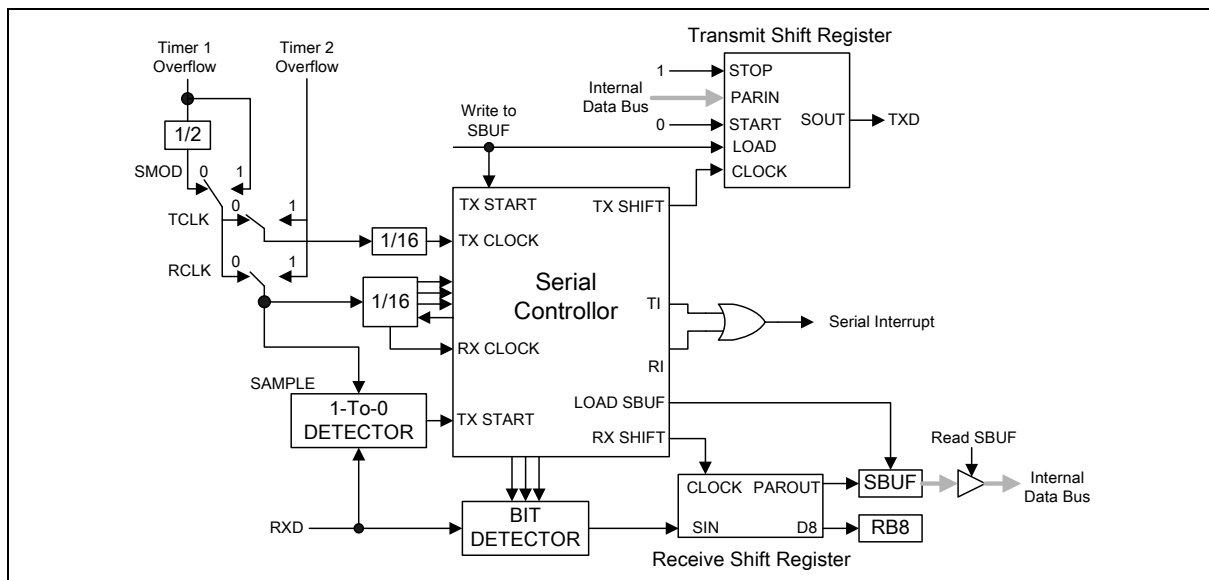 Timer 1
Overflow
Timer 2
Overflow
1/2
SMOD
0
1
TCLK
0
1
RCLK
0
1
1/16
1/16
SAMPLE
1-To-0
DETECTOR
RXD
Write to
SBUF
TX START
TX CLOCK
RX CLOCK
TX START
Serial
Controllor
TX SHIFT
TI
RI
LOAD SBUF
RX SHIFT
BIT
DETECTOR
Transmit Shift Register
1
Internal
Data Bus
0
STOP
PARIN
START
LOAD
CLOCK
SOUT
TXD
Serial Interrupt
CLOCK
PAROUT
SIN
D8
Receive Shift Register
SBUF
RB8
Read SBUF
Internal
Data Bus